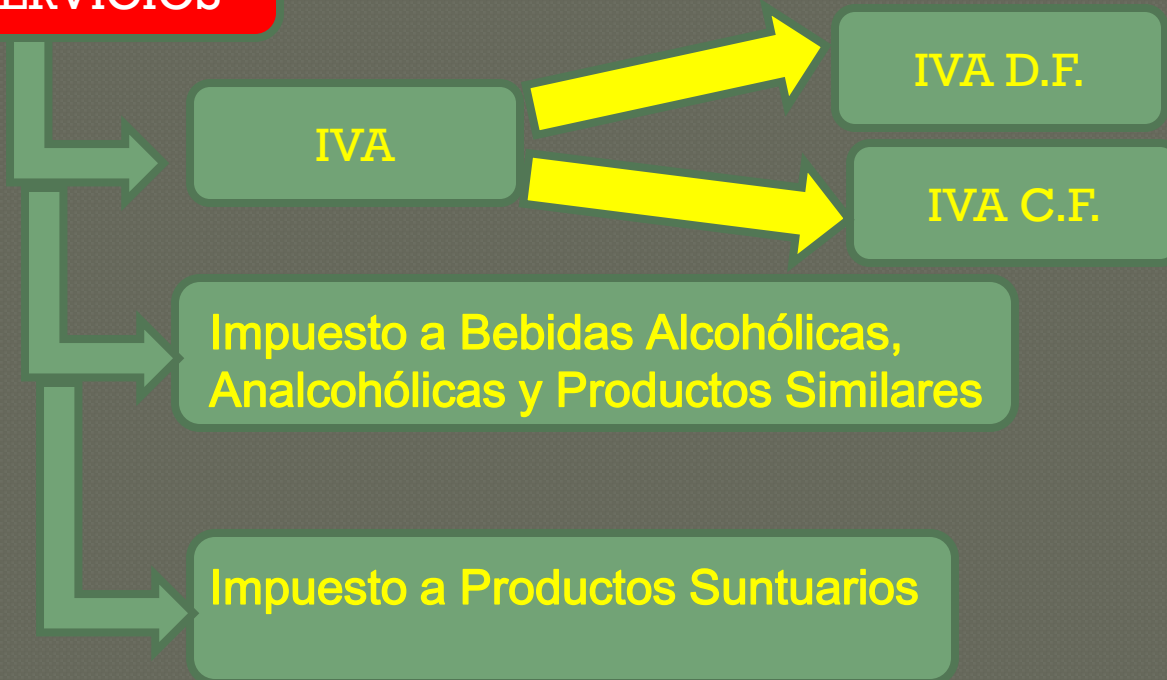 IVA D.F.
IVA
IVA C.F.
Impuesto a Bebidas Alcohólicas,
Analcohólicas y Productos Similares
Impuesto a Productos Suntuarios